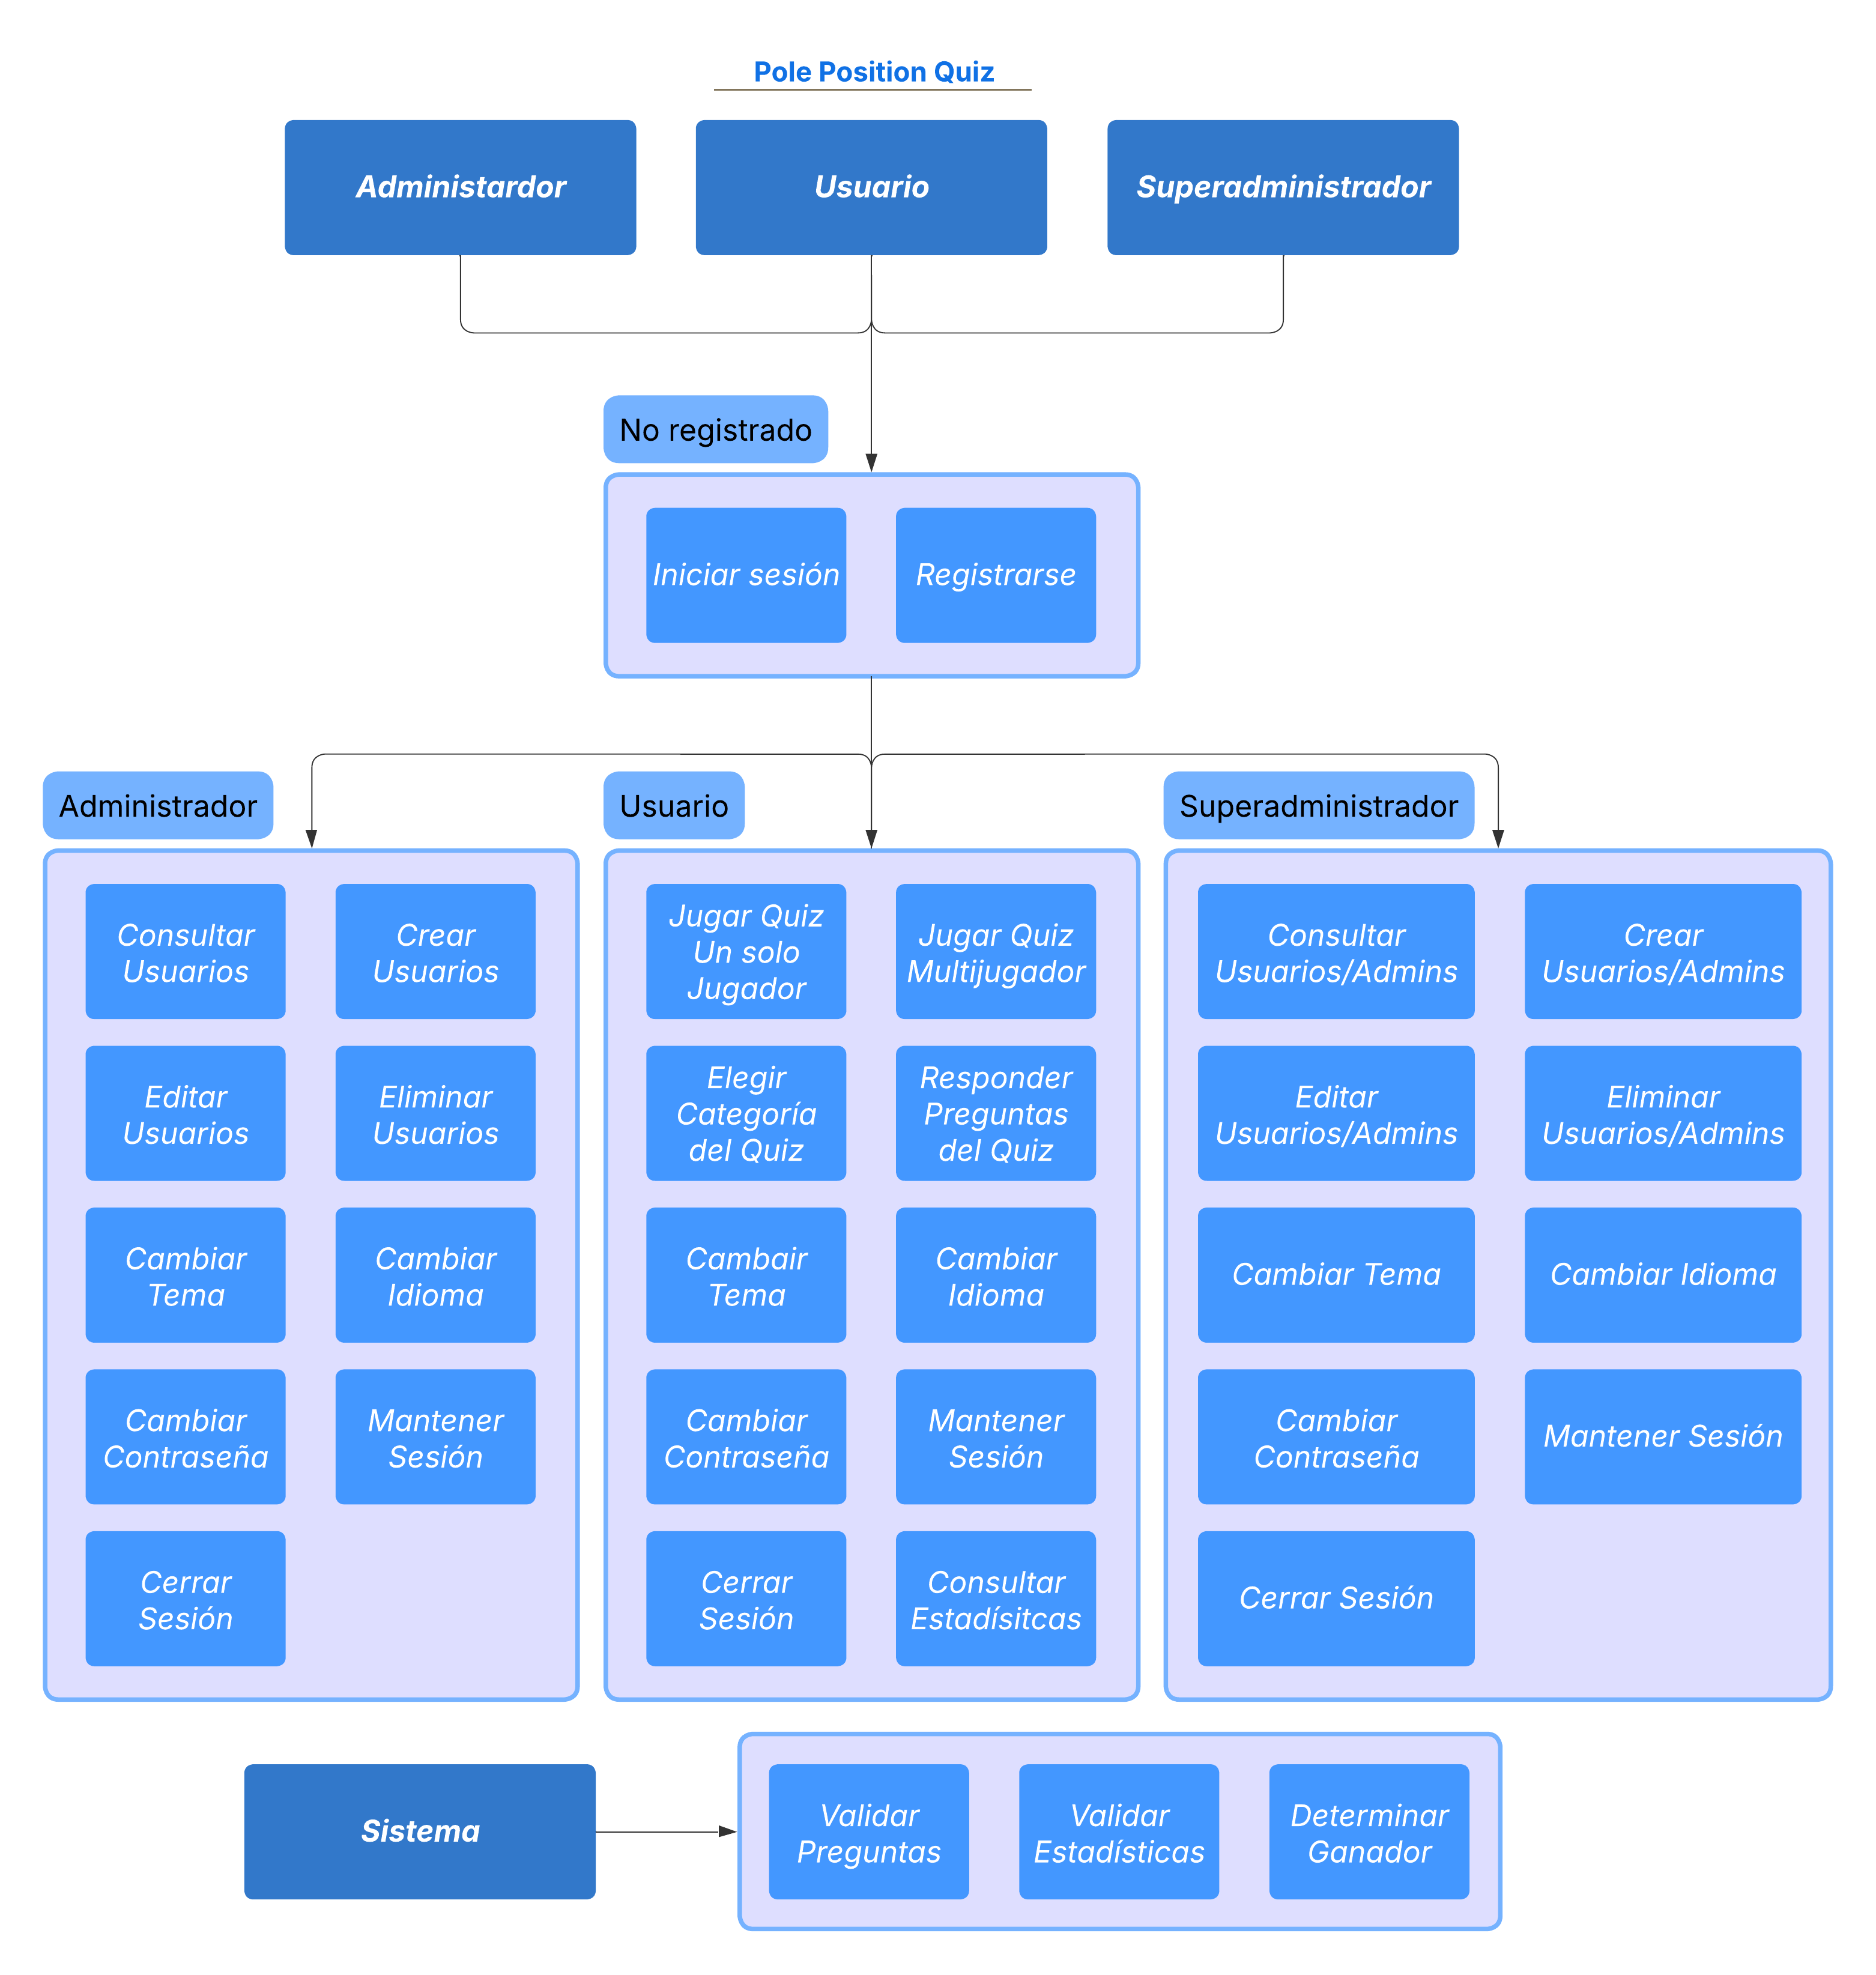 Pole Position Quiz
Administardor
Usuario
Superadministrador
No registrado
Iniciar sesión
Registrarse
Administrador
Consultar
Usuarios
Crear
Usuarios
Editar
Usuarios
Eliminar
Usuarios
Cambiar
Tema
Cambiar
Idioma
Cambiar
Contraseña
Mantener
Sesión
Cerrar
Sesión
Usuario
Jugar Quiz
Un solo
Jugador
Jugar Quiz
Multijugador
Elegir
Categoría
del Quiz
Responder
Preguntas
del Quiz
Cambair
Tema
Cambiar
Idioma
Cambiar
Contraseña
Mantener
Sesión
Cerrar
Sesión
Consultar
Estadísitcas
Superadministrador
Consultar
Usuarios/Admins
Crear
Usuarios/Admins
Editar
Usuarios/Admins
Eliminar
Usuarios/Admins
Cambiar Tema
Cambiar Idioma
Cambiar
Contraseña
Mantener Sesión
Cerrar Sesión
Sistema
Validar
Preguntas
Validar
Estadísticas
Determinar
Ganador